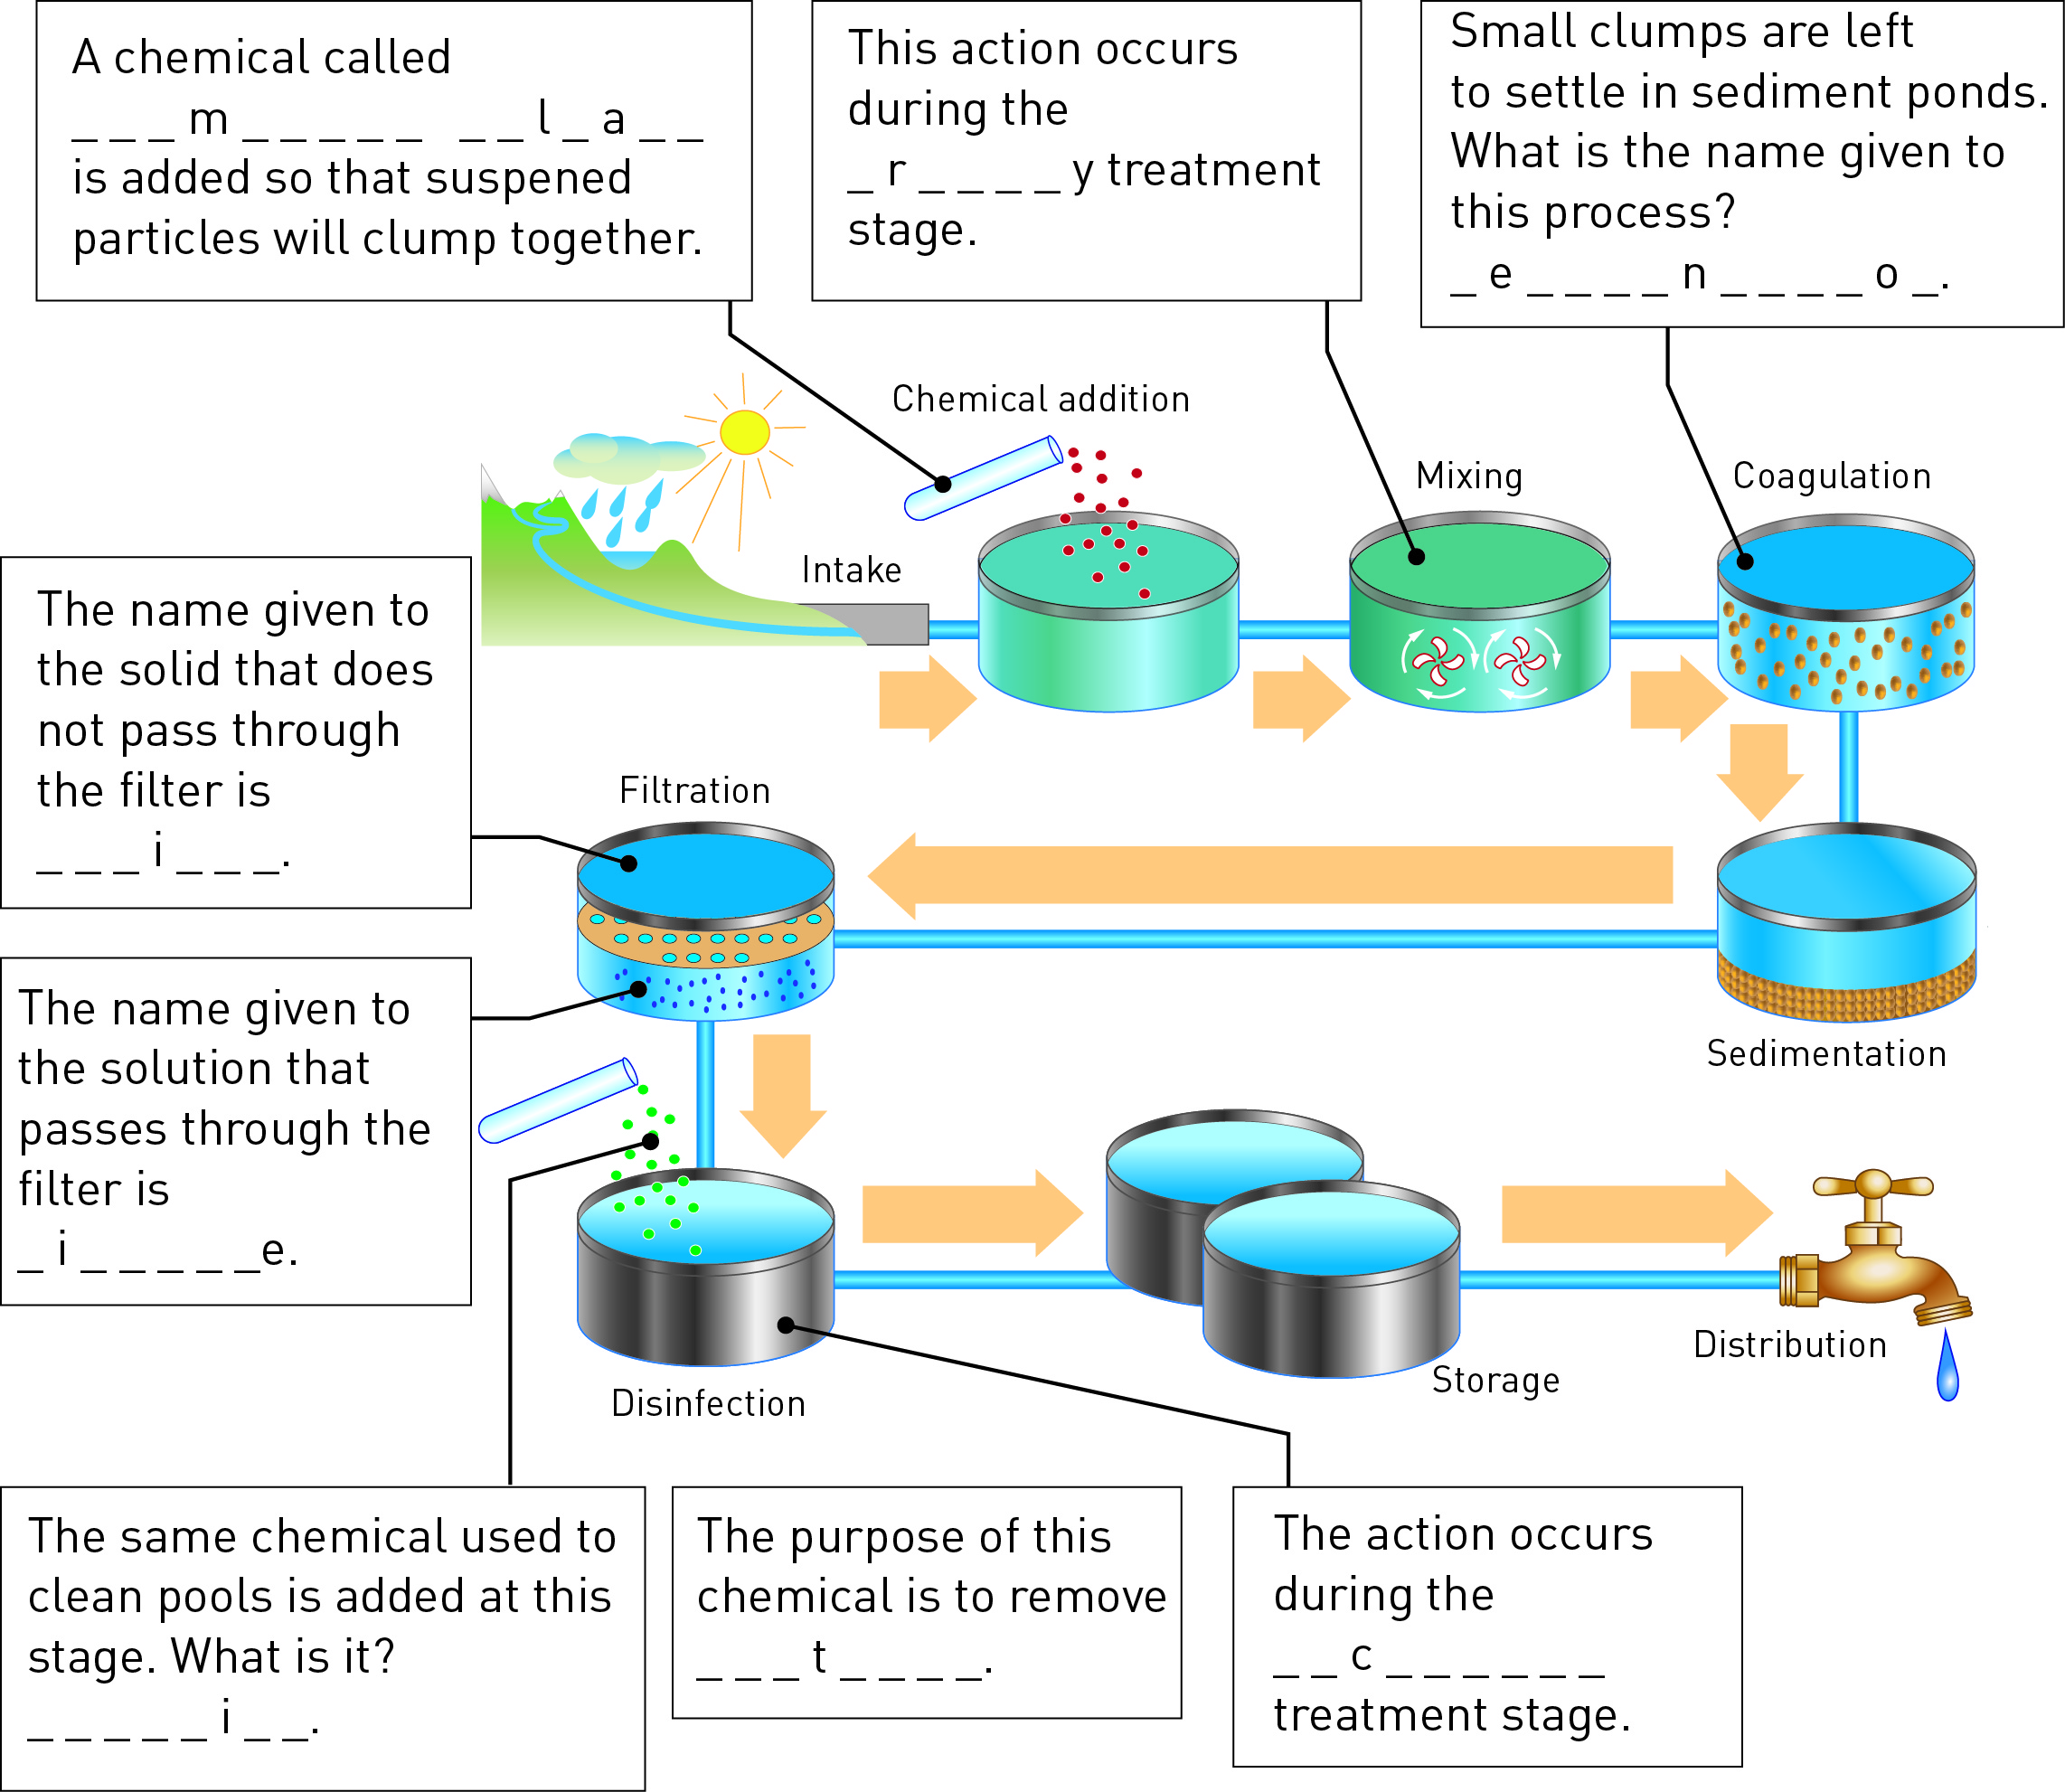 A chemical called
_ _ _ m _ _ _ _ _   _ _ l _ a _ _
is added so that suspened
particles will clump together.
This action occurs
during the
_ r _ _ _ _ y treatment
stage.
Small clumps are left
to settle in sediment ponds.
What is the name given to
this process?
_ e _ _ _ _ n _ _ _ _ o _.
Chemical addition
Mixing
Coagulation
Intake
The name given to
the solid that does
not pass through
the filter is
_ _ _ i _ _ _.
Filtration
The name given to
the solution that
passes through the
filter is
_ i _ _ _ _ _e.
Sedimentation
Distribution
Storage
Disinfection
The same chemical used to
clean pools is added at this
stage. What is it?
_ _ _ _ _ i _ _.
The purpose of this
chemical is to remove
_ _ _ t _ _ _ _.
The action occurs
during the
_ _ c _ _ _ _ _ _
treatment stage.